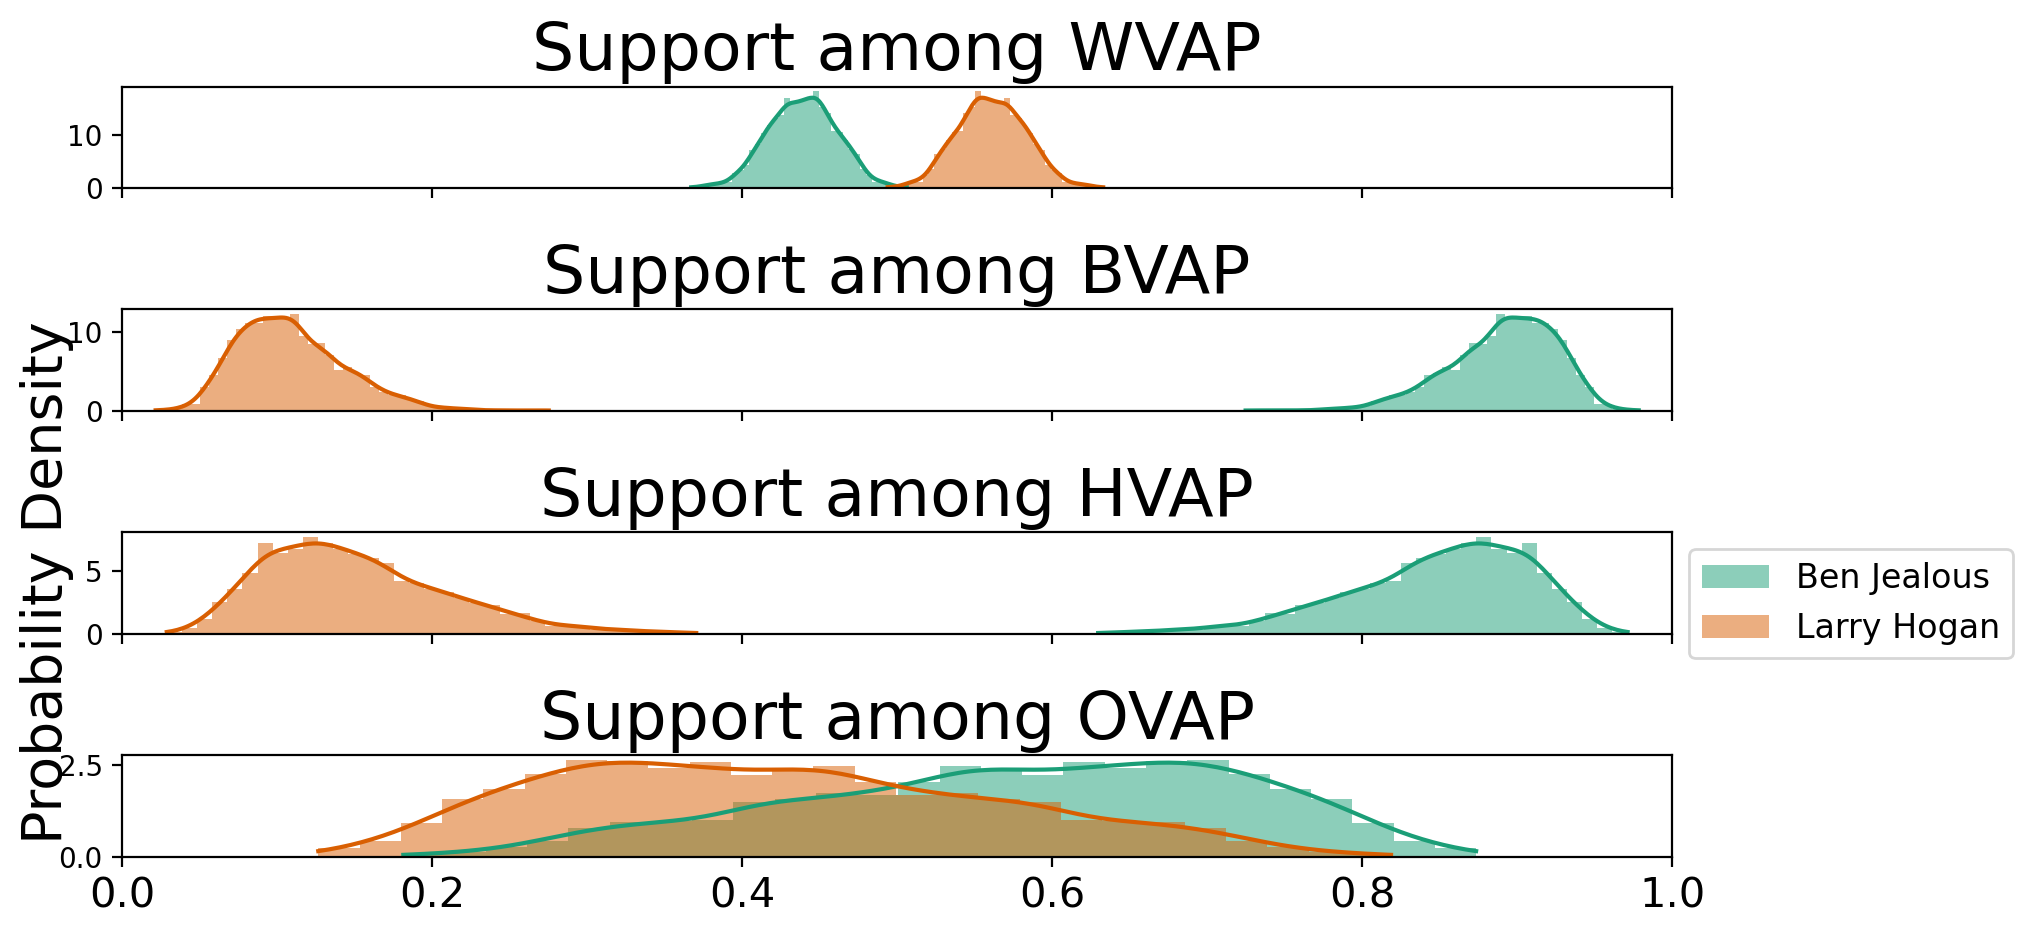 Support among WVAP
10
0
Support among BVAP
10
0
Support among HVAP
5
0
Support among OVAP
2.5
0.0
0.0 0.2 0.4 0.6 0.8 1.0
Probability Density
Ben Jealous
Larry Hogan